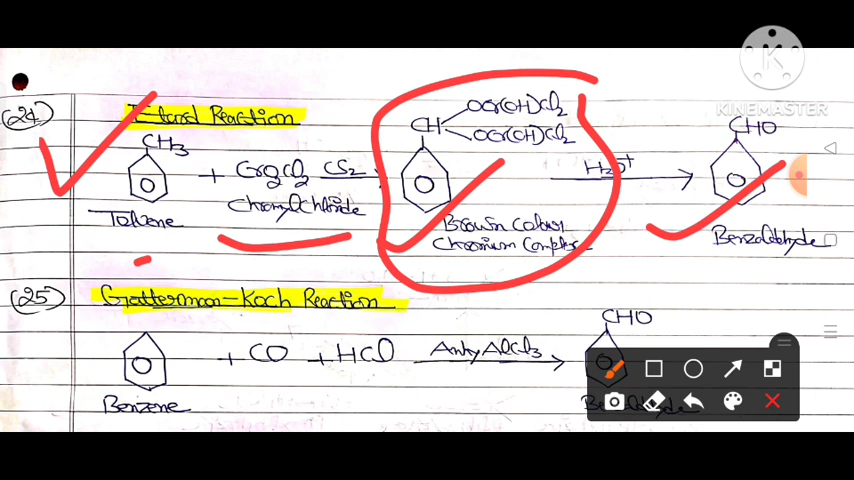 KINEMASTER
(24) Etard Reaction
CH3 + CrO2Cl2 CS2 CH OCr(OH)Cl2 OCr(OH)Cl2 H3O+ CHO
Toluene Chromyl Chloride Brown Colour Chromium Complex Benzaldehyde
(25) Gatterman-Koch Reaction
+ CO + HCl Anhy AlCl3 CHO
Benzene